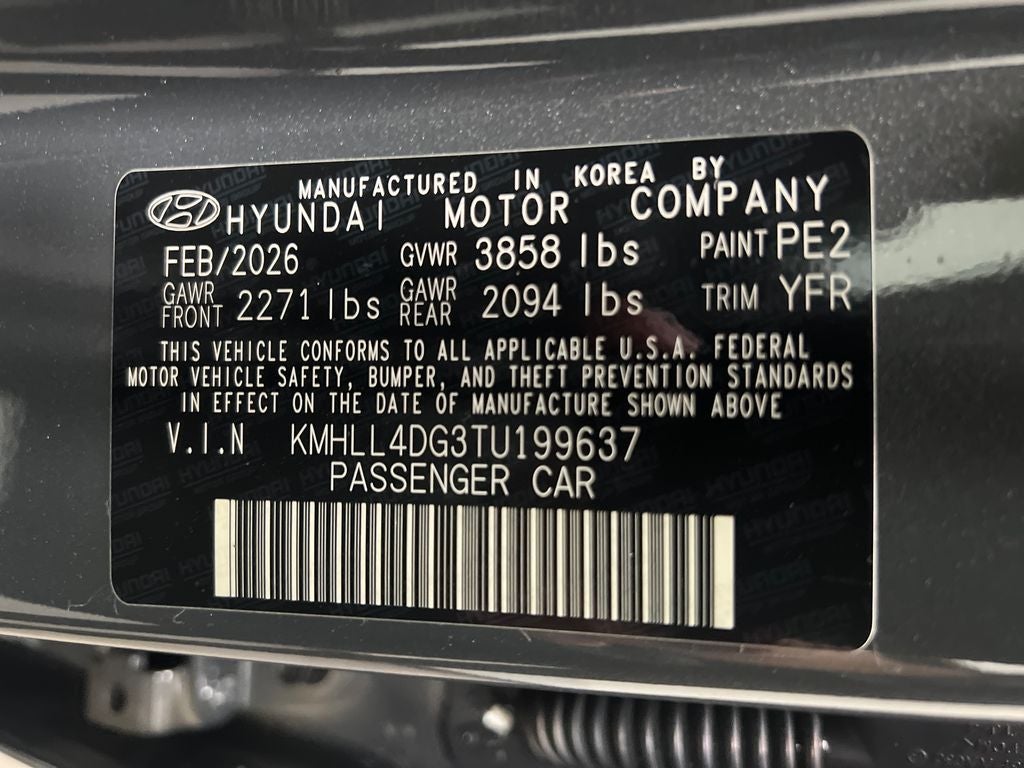 MANUFACTURED IN KOREA BY
HYUNDAI MOTOR COMPANY
FEB/2026 GVWR 3858 lbs PAINT PE2
GAWR FRONT 2271 lbs GAWR REAR 2094 lbs TRIM YFR
THIS VEHICLE CONFORMS TO ALL APPLICABLE U.S.A. FEDERAL
MOTOR VEHICLE SAFETY, BUMPER, AND THEFT PREVENTION STANDARDS
IN EFFECT ON THE DATE OF MANUFACTURE SHOWN ABOVE
V.I.N KMHLL4DG3TU199637
PASSENGER CAR